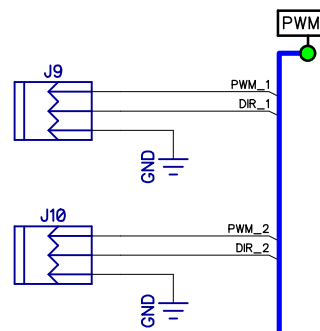 PWM
J9
PWM_1
DIR_1
GND
J10
PWM_2
DIR_2
GND